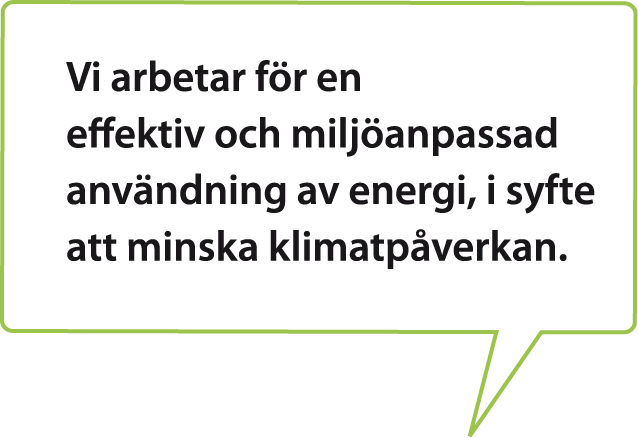 Vi arbetar för en
effektiv och miljöanpassad
användning av energi, i syfte
att minska klimatpåverkan.